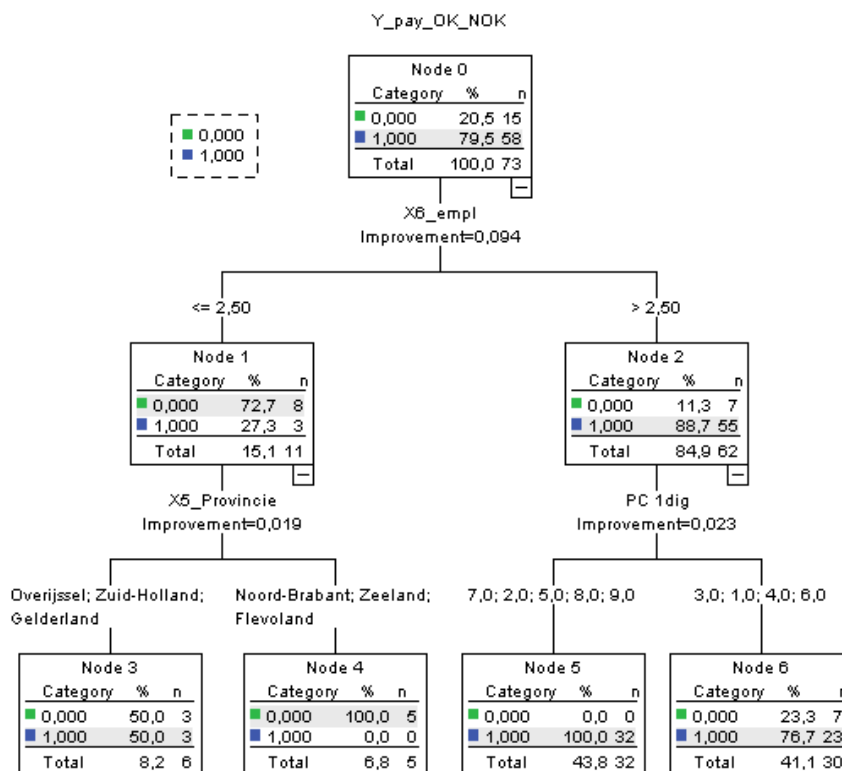 Y_pay_OK_NOK
Node 0
Category % n
0,000 20,5 15
1,000 79,5 58
Total 100,0 73
0,000
1,000
X6_empl
Improvement=0,094
<= 2,50
> 2,50
Node 1
Category % n
0,000 72,7 8
1,000 27,3 3
Total 15,1 11
Node 2
Category % n
0,000 11,3 7
1,000 88,7 55
Total 84,9 62
X5_Provincie
Improvement=0,019
PC 1dig
Improvement=0,023
Overijssel; Zuid-Holland;
Gelderland
Noord-Brabant; Zeeland;
Flevoland
7,0; 2,0; 5,0; 8,0; 9,0
3,0; 1,0; 4,0; 6,0
Node 3
Category % n
0,000 50,0 3
1,000 50,0 3
Total 8,2 6
Node 4
Category % n
0,000 100,0 5
1,000 0,0 0
Total 6,8 5
Node 5
Category % n
0,000 0,0 0
1,000 100,0 32
Total 43,8 32
Node 6
Category % n
0,000 23,3 7
1,000 76,7 23
Total 41,1 30